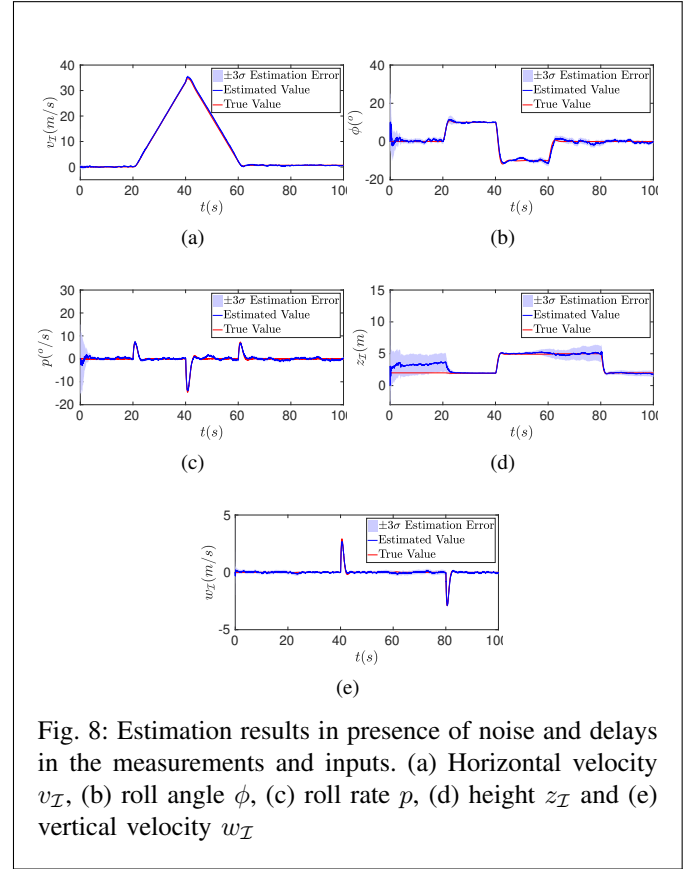 40
30
20
10
0
v_I(m/s)
±3σ Estimation Error
Estimated Value
True Value
0 20 40 60 80 100
t(s)
(a)
40
20
0
-20
ϕ(°)
±3σ Estimation Error
Estimated Value
True Value
0 20 40 60 80 100
t(s)
(b)
30
20
10
0
-10
-20
p(°/s)
±3σ Estimation Error
Estimated Value
True Value
0 20 40 60 80 100
t(s)
(c)
15
10
5
0
z_I(m)
±3σ Estimation Error
Estimated Value
True Value
0 20 40 60 80 100
t(s)
(d)
5
0
-5
w_I(m/s)
±3σ Estimation Error
Estimated Value
True Value
0 20 40 60 80 100
t(s)
(e)
Fig. 8: Estimation results in presence of noise and delays
in the measurements and inputs. (a) Horizontal velocity
v_I, (b) roll angle ϕ, (c) roll rate p, (d) height z_I and (e)
vertical velocity w_I